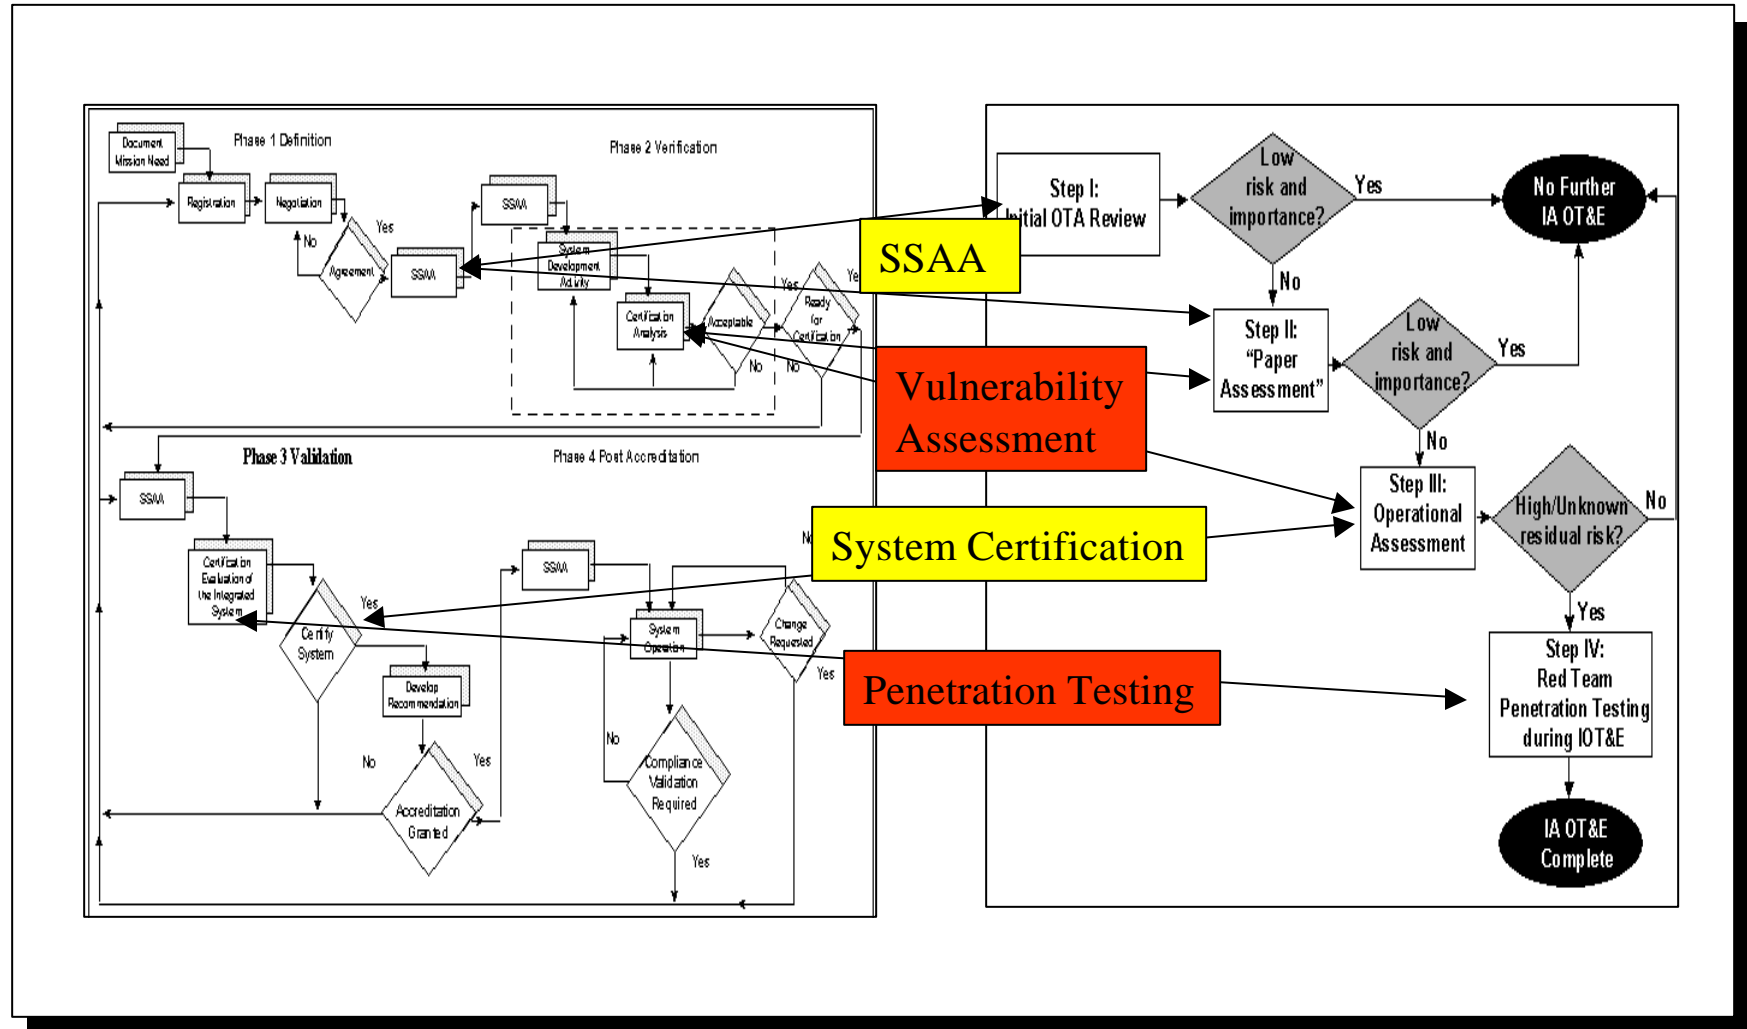 Document
Mission Need
Phase 1 Definition
Phase 2 Verification
Registration
Negotiation
SSAA
Yes
No
Agreement
SSAA
System
Development
Activity
Certification
Analysis
Acceptable
Yes
No
Ready
for
Certification
Ye
No
Phase 3 Validation
Phase 4 Post Accreditation
SSAA
Certification
Evaluation of
the Integrated
System
Yes
Certify
System
Develop
Recommendation
No
Yes
Accreditation
Granted
SSAA
System
Operation
Change
Requested
Yes
No
Compliance
Validation
Required
Yes
SSAA
Vulnerability
Assessment
System Certification
Penetration Testing
Step I:
Initial OTA Review
Low
risk and
importance?
Yes
No Further
IA OT&E
No
Step II:
“Paper
Assessment”
Low
risk and
importance?
Yes
No
Step III:
Operational
Assessment
High/Unknown
residual risk?
No
Yes
Step IV:
Red Team
Penetration Testing
during IOT&E
IA OT&E
Complete